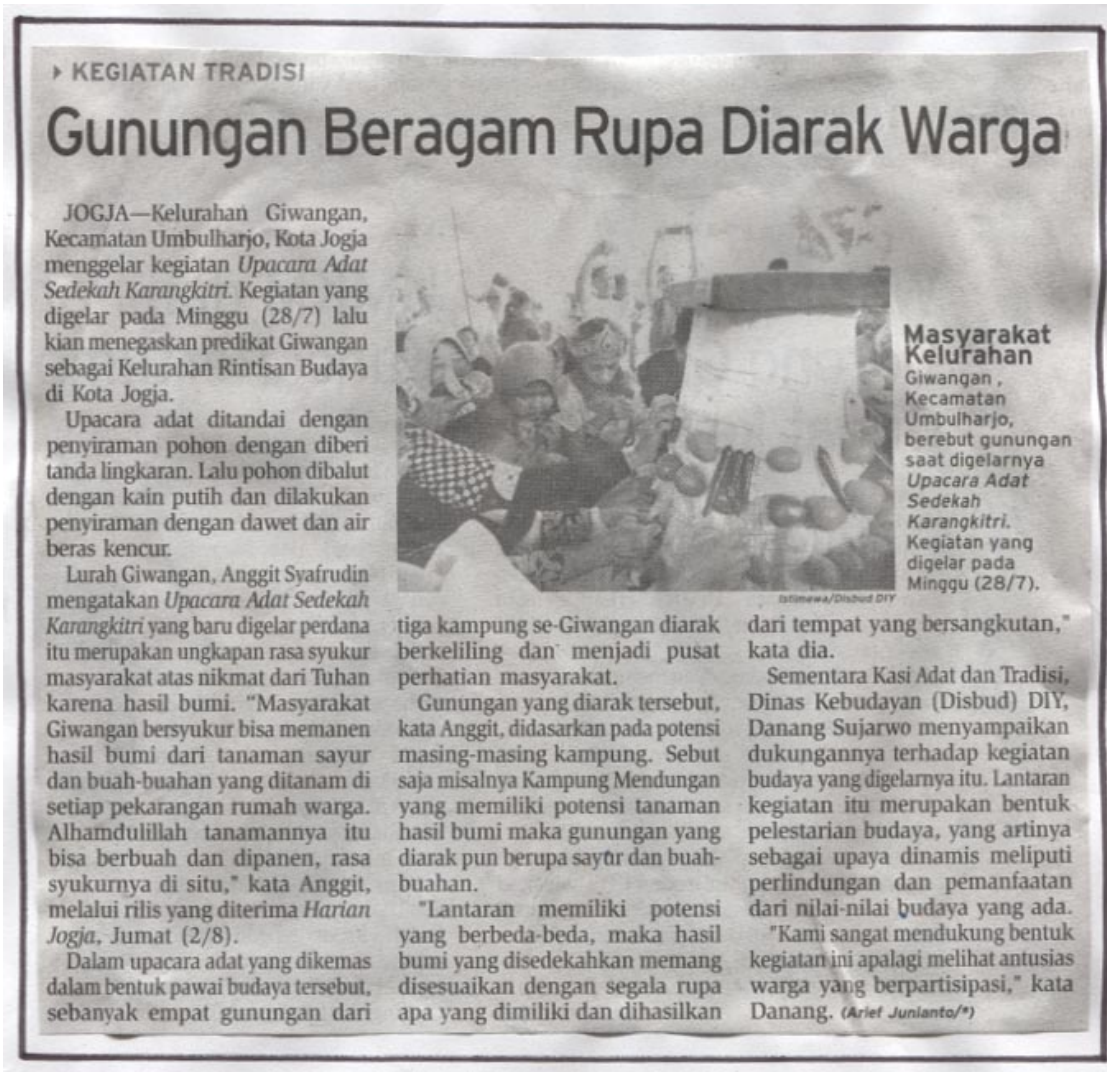 KEGIATAN TRADISI
Gunungan Beragam Rupa Diarak Warga
JOGJA—Kelurahan Giwangan,
Kecamatan Umbulharjo, Kota Jogja
menggelar kegiatan Upacara Adat
Sedekah Karangkitri. Kegiatan yang
digelar pada Minggu (28/7) lalu
kian menegaskan predikat Giwangan
sebagai Kelurahan Rintisan Budaya
di Kota Jogja.
Upacara adat ditandai dengan
penyiraman pohon dengan diberi
tanda lingkaran. Lalu pohon dibalut
dengan kain putih dan dilakukan
penyiraman dengan dawet dan air
beras kencur.
Lurah Giwangan, Anggit Syafrudin
mengatakan Upacara Adat Sedekah
Karangkitri yang baru digelar perdana
itu merupakan ungkapan rasa syukur
masyarakat atas nikmat dari Tuhan
karena hasil bumi. "Masyarakat
Giwangan bersyukur bisa memanen
hasil bumi dari tanaman sayur
dan buah-buahan yang ditanam di
setiap pekarangan rumah warga.
Alhamdulillah tanamannya itu
bisa berbuah dan dipanen, rasa
syukurnya di situ," kata Anggit,
melalui rilis yang diterima Harian
Jogja, Jumat (2/8).
Dalam upacara adat yang dikemas
dalam bentuk pawai budaya tersebut,
sebanyak empat gunungan dari
Masyarakat
Kelurahan
Giwangan ,
Kecamatan
Umbulharjo,
berebut gunungan
saat digelarnya
Upacara Adat
Sedekah
Karangkitri.
Kegiatan yang
digelar pada
Minggu (28/7).
Istimewa/Disbud DIY
tiga kampung se-Giwangan diarak
berkeliling dan menjadi pusat
perhatian masyarakat.
Gunungan yang diarak tersebut,
kata Anggit, didasarkan pada potensi
masing-masing kampung. Sebut
saja misalnya Kampung Mendungan
yang memiliki potensi tanaman
hasil bumi maka gunungan yang
diarak pun berupa sayur dan buah-
buahan.
"Lantaran memiliki potensi
yang berbeda-beda, maka hasil
bumi yang disedekahkan memang
disesuaikan dengan segala rupa
apa yang dimiliki dan dihasilkan
dari tempat yang bersangkutan,"
kata dia.
Sementara Kasi Adat dan Tradisi,
Dinas Kebudayan (Disbud) DIY,
Danang Sujarwo menyampaikan
dukungannya terhadap kegiatan
budaya yang digelarnya itu. Lantaran
kegiatan itu merupakan bentuk
pelestarian budaya, yang artinya
sebagai upaya dinamis meliputi
perlindungan dan pemanfaatan
dari nilai-nilai budaya yang ada.
"Kami sangat mendukung bentuk
kegiatan ini apalagi melihat antusias
warga yang berpartisipasi," kata
Danang. (Arief Junianto/*)